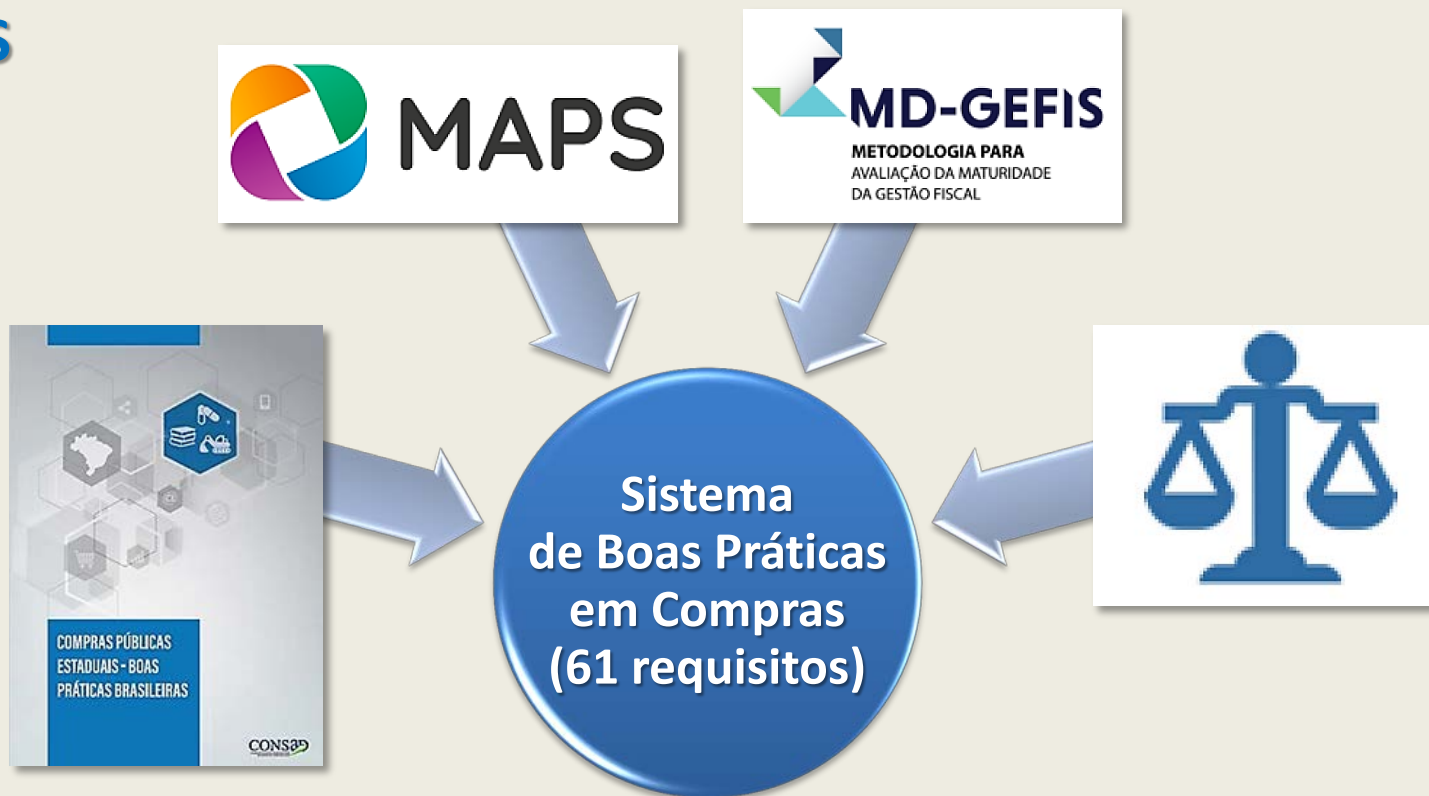 S
MAPS
MD-GEFIS
METODOLOGIA PARA
AVALIAÇÃO DA MATURIDADE
DA GESTÃO FISCAL
COMPRAS PÚBLICAS
ESTADUAIS - BOAS
PRÁTICAS BRASILEIRAS
CONSAD
Sistema
de Boas Práticas
em Compras
(61 requisitos)